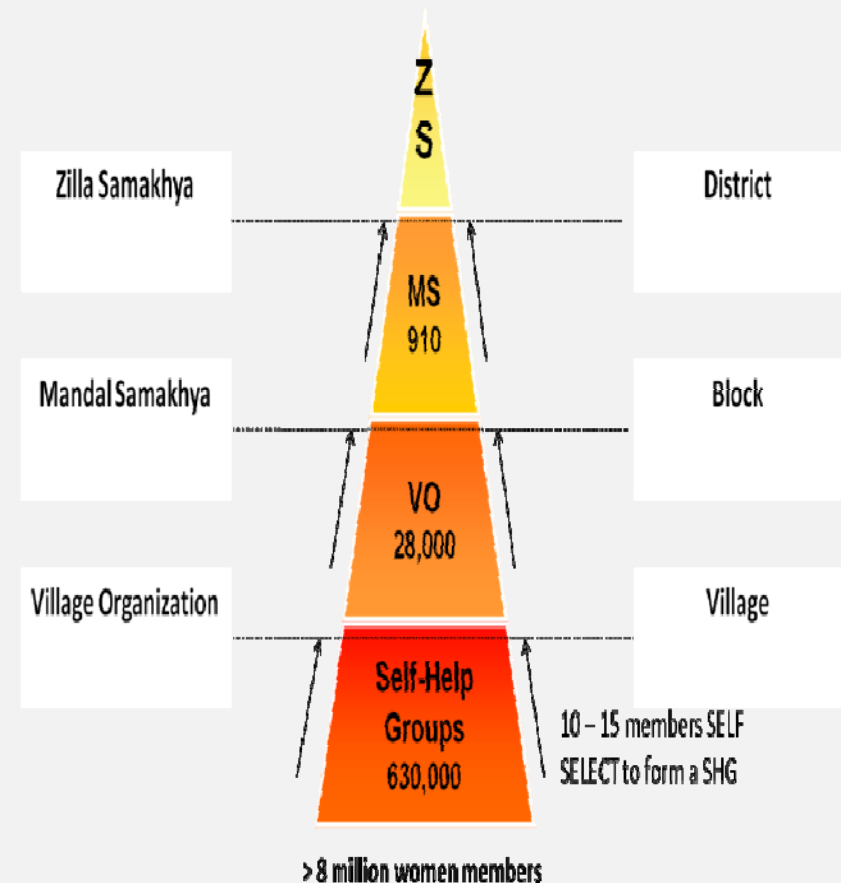 Z
S
Zilla Samakhya
District
MS
910
Mandal Samakhya
Block
VO
28,000
Village Organization
Village
Self-Help
Groups
630,000
10 – 15 members SELF
SELECT to form a SHG
> 8 million women members